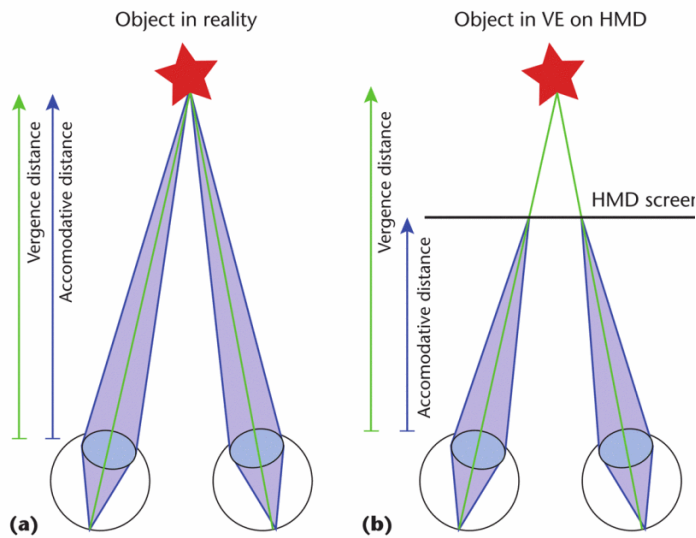 Object in reality
Object in VE on HMD
Vergence distance
Accomodative distance
Vergence distance
HMD screen
Accomodative distance
(a)
(b)